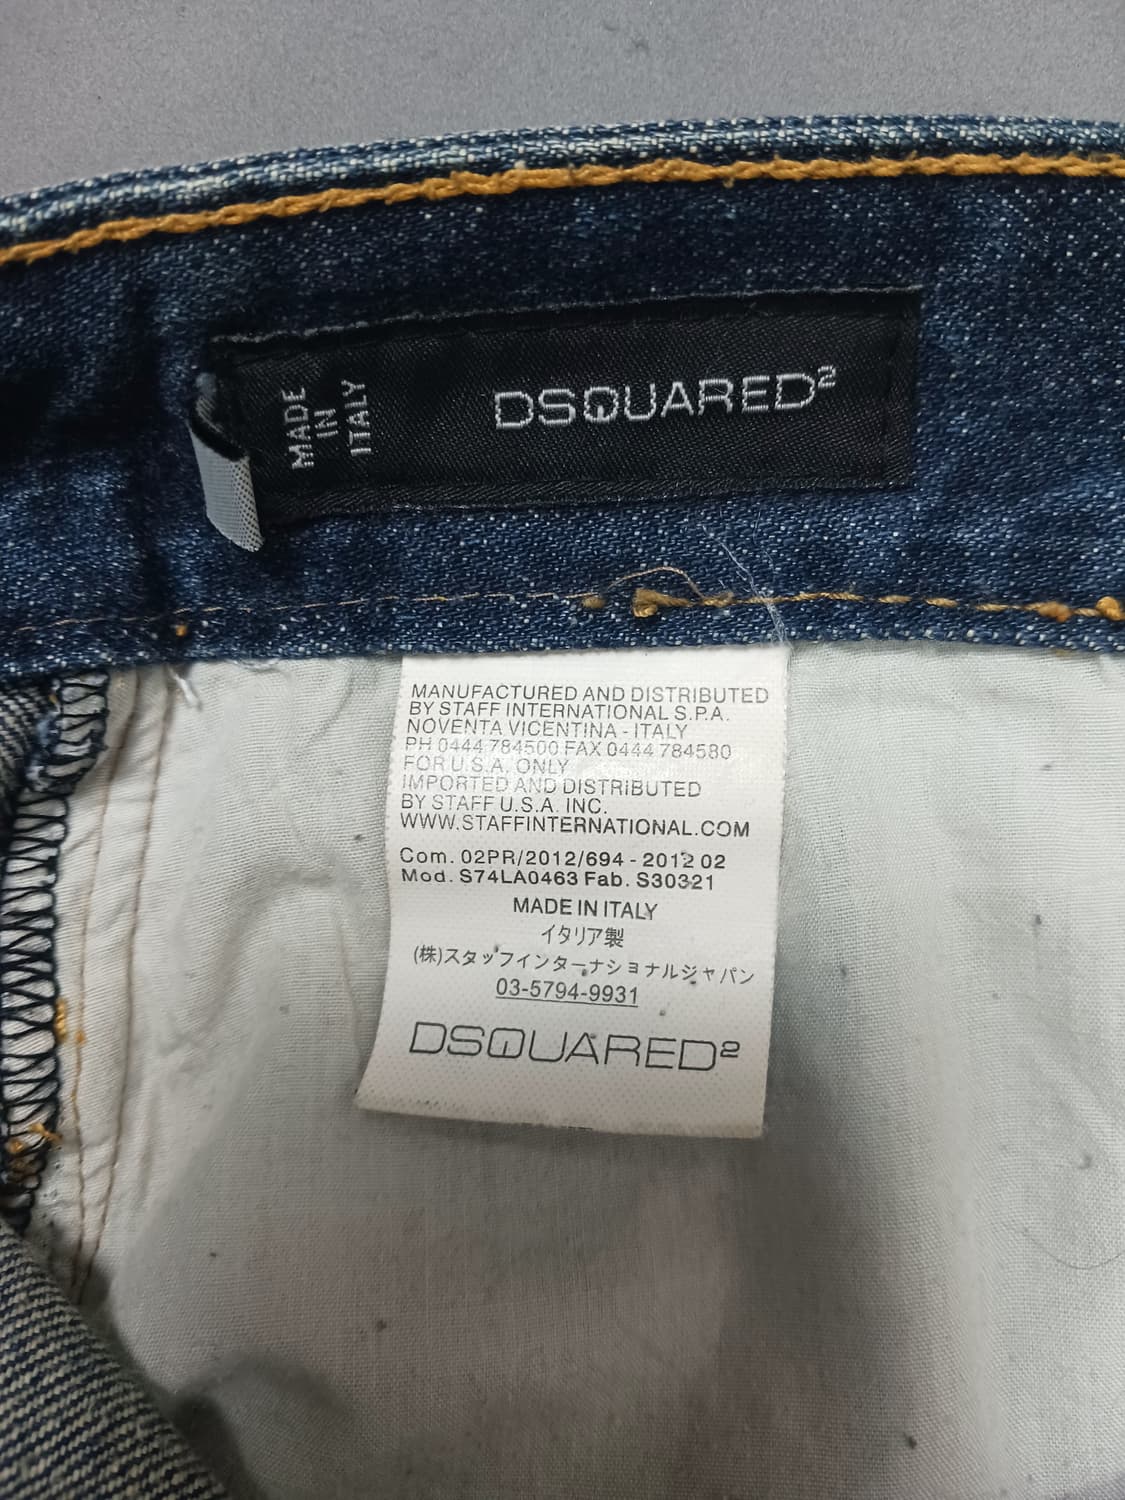 MADE
IN
ITALY
DSQUARED²
MANUFACTURED AND DISTRIBUTED
BY STAFF INTERNATIONAL S.P.A.
NOVENTA VICENTINA - ITALY
PH 0444 784500 FAX 0444 784580
FOR U.S.A. ONLY
IMPORTED AND DISTRIBUTED
BY STAFF U.S.A. INC.
WWW.STAFFINTERNATIONAL.COM
Com. 02PR/2012/694 - 2012 02
Mod. S74LA0463 Fab. S30321
MADE IN ITALY
イタリア製
(株)スタッフインターナショナルジャパン
03-5794-9931
DSQUARED²